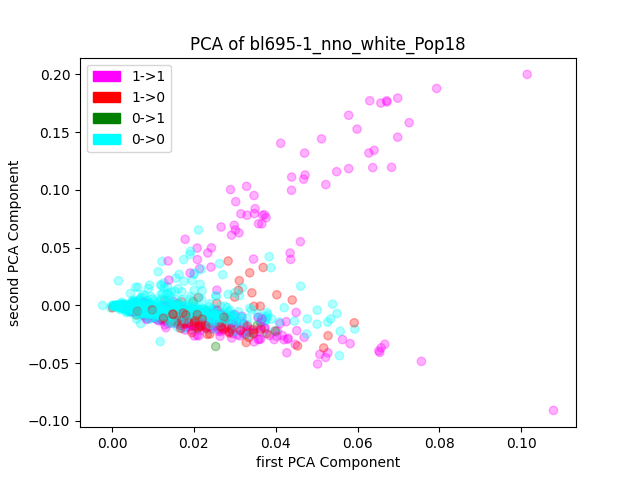 PCA of bl695-1_nno_white_Pop18
1->1
1->0
0->1
0->0
second PCA Component
0.20
0.15
0.10
0.05
0.00
−0.05
−0.10
0.00 0.02 0.04 0.06 0.08 0.10
first PCA Component